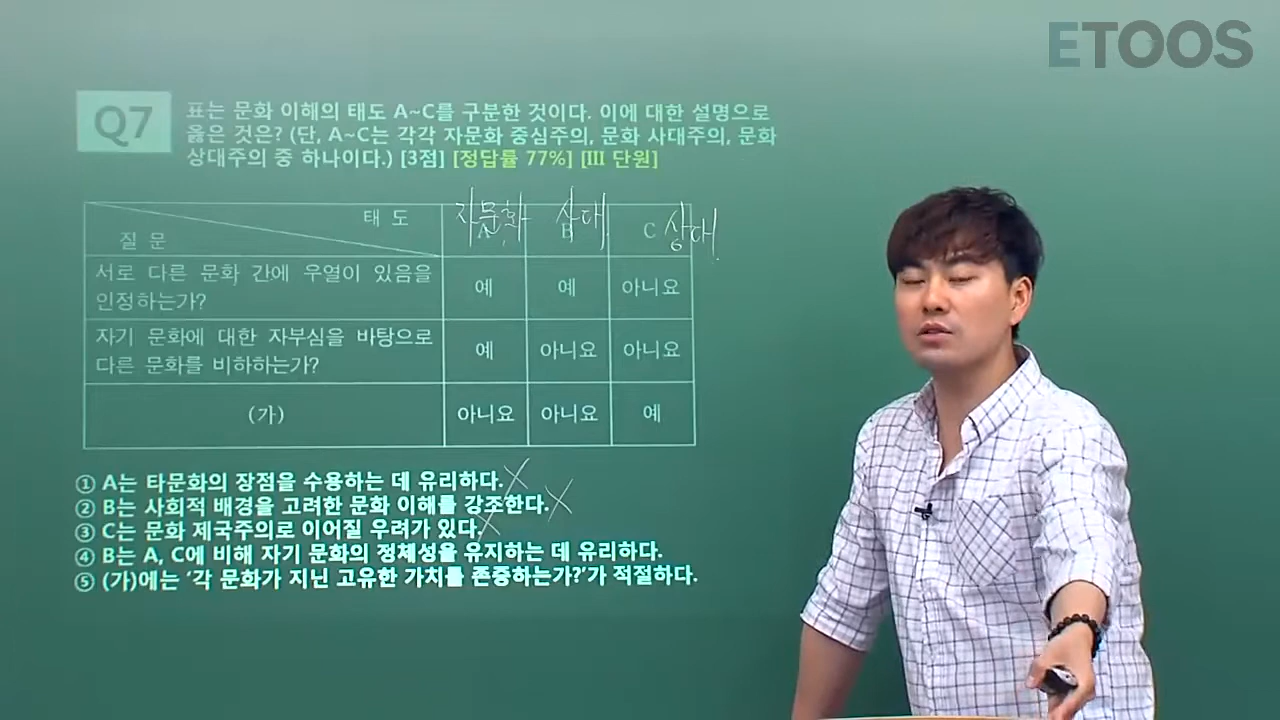 ETOOS
Q7
표는 문화 이해의 태도 A~C를 구분한 것이다. 이에 대한 설명으로
옳은 것은? (단, A~C는 각각 자문화 중심주의, 문화 사대주의, 문화
상대주의 중 하나이다.) [3점] [정답률 77%] [Ⅲ 단원]
태 도
질 문
자문화
상대
상대
A
B
C
서로 다른 문화 간에 우열이 있음을
인정하는가?
예
예
아니요
자기 문화에 대한 자부심을 바탕으로
다른 문화를 비하하는가?
예
아니요
아니요
(가)
아니요
아니요
예
① A는 타문화의 장점을 수용하는 데 유리하다.
② B는 사회적 배경을 고려한 문화 이해를 강조한다.
③ C는 문화 제국주의로 이어질 우려가 있다.
④ B는 A, C에 비해 자기 문화의 정체성을 유지하는 데 유리하다.
⑤ (가)에는 '각 문화가 지닌 고유한 가치를 존중하는가?'가 적절하다.